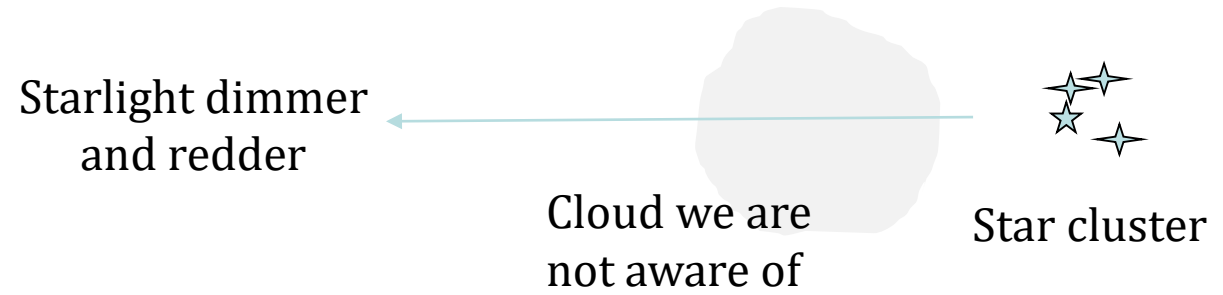 Starlight dimmer
and redder
Cloud we are
not aware of
Star cluster